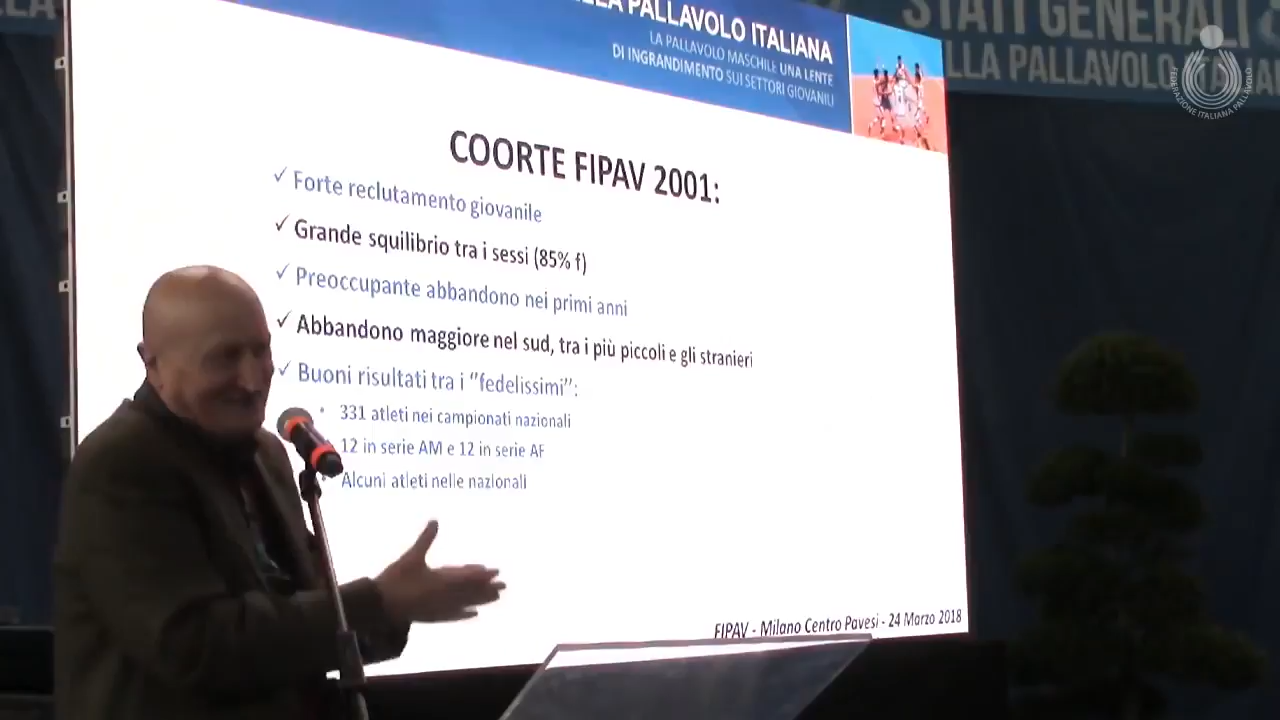 PALLAVOLO ITALIANA
LA PALLAVOLO MASCHILE UNA LENTE
DI INGRANDIMENTO SUI SETTORI GIOVANILI
STATI GENERALI
PALLAVOLO
FEDERAZIONE ITALIANA PALLAVOLO
COORTE FIPAV 2001:
✓ Forte reclutamento giovanile
✓ Grande squilibrio tra i sessi (85% f)
✓ Preoccupante abbandono nei primi anni
✓ Abbandono maggiore nel sud, tra i più piccoli e gli stranieri
✓ Buoni risultati tra i "fedelissimi":
• 331 atleti nei campionati nazionali
12 in serie AM e 12 in serie AF
• Alcuni atleti nelle nazionali
FIPAV - Milano Centro Pavesi - 24 Marzo 2018